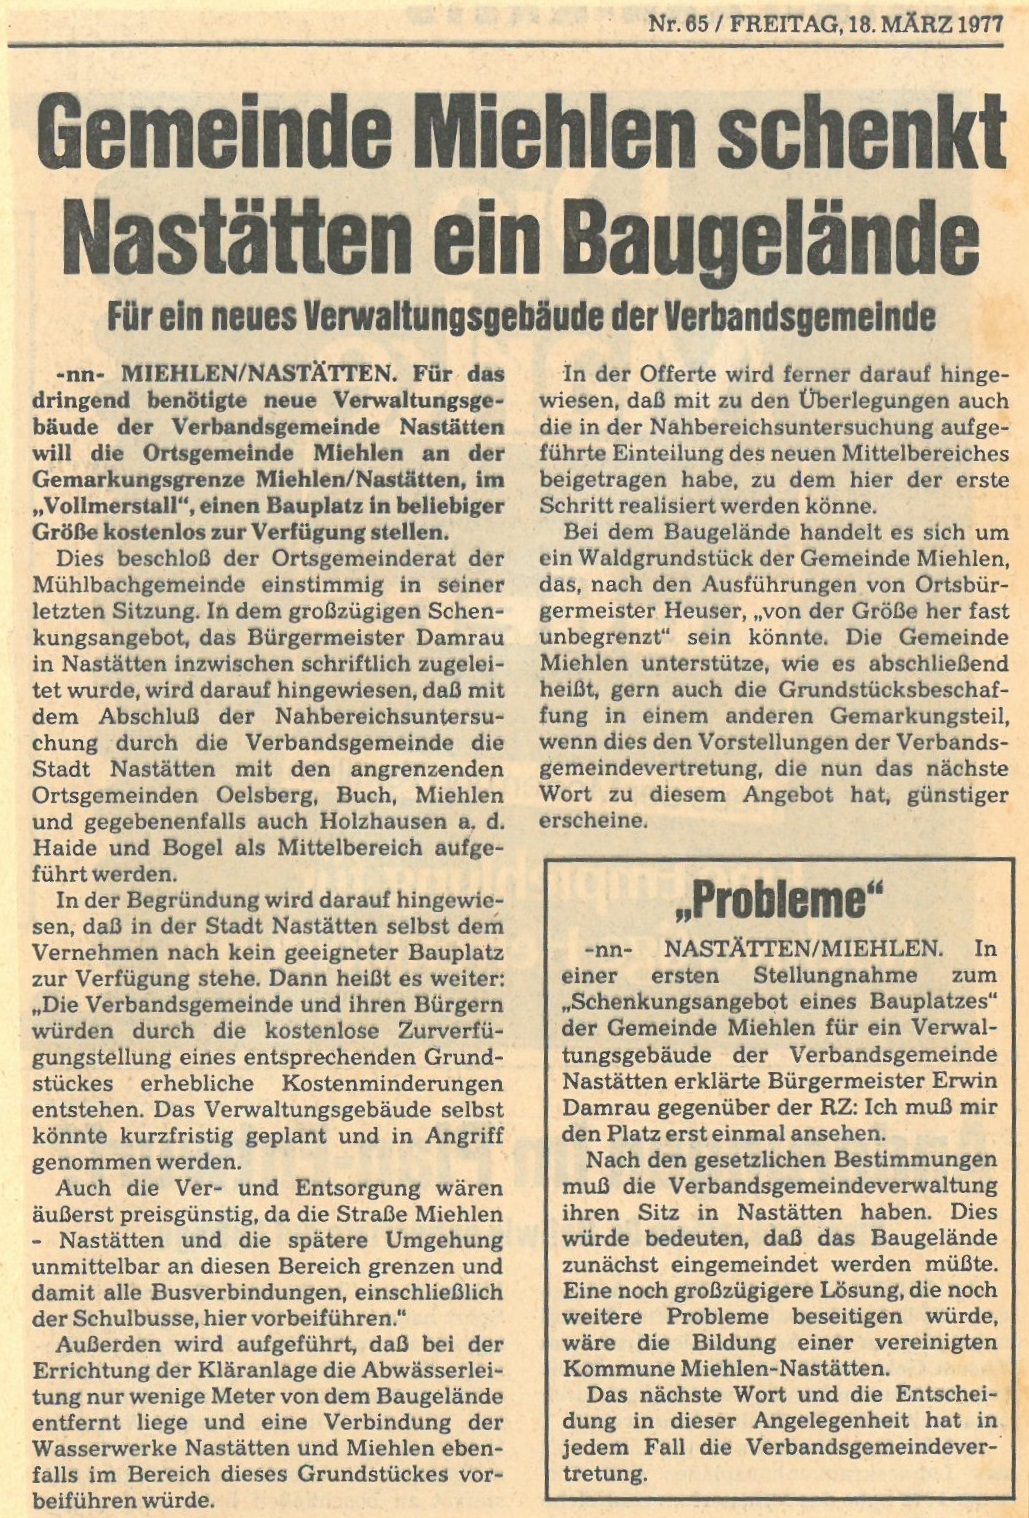 Nr. 65 / FREITAG, 18. MÄRZ 1977
Gemeinde Miehlen schenkt
Nastätten ein Baugelände
Für ein neues Verwaltungsgebäude der Verbandsgemeinde
-nn- MIEHLEN/NASTÄTTEN. Für das
dringend benötigte neue Verwaltungsge-
bäude der Verbandsgemeinde Nastätten
will die Ortsgemeinde Miehlen an der
Gemarkungsgrenze Miehlen/Nastätten, im
„Vollmerstall“, einen Bauplatz in beliebiger
Größe kostenlos zur Verfügung stellen.
Dies beschloß der Ortsgemeinderat der
Mühlbachgemeinde einstimmig in seiner
letzten Sitzung. In dem großzügigen Schen-
kungsangebot, das Bürgermeister Damrau
in Nastätten inzwischen schriftlich zugelei-
tet wurde, wird darauf hingewiesen, daß mit
dem Abschluß der Nahbereichsuntersu-
chung durch die Verbandsgemeinde die
Stadt Nastätten mit den angrenzenden
Ortsgemeinden Oelsberg, Buch, Miehlen
und gegebenenfalls auch Holzhausen a. d.
Haide und Bogel als Mittelbereich aufge-
führt werden.
In der Begründung wird darauf hingewie-
sen, daß in der Stadt Nastätten selbst dem
Vernehmen nach kein geeigneter Bauplatz
zur Verfügung stehe. Dann heißt es weiter:
„Die Verbandsgemeinde und ihren Bürgern
würden durch die kostenlose Zurverfü-
gungstellung eines entsprechenden Grund-
stückes erhebliche Kostenminderungen
entstehen. Das Verwaltungsgebäude selbst
könnte kurzfristig geplant und in Angriff
genommen werden.
Auch die Ver- und Entsorgung wären
äußerst preisgünstig, da die Straße Miehlen
- Nastätten und die spätere Umgehung
unmittelbar an diesen Bereich grenzen und
damit alle Busverbindungen, einschließlich
der Schulbusse, hier vorbeiführen.“
Außerden wird aufgeführt, daß bei der
Errichtung der Kläranlage die Abwässerlei-
tung nur wenige Meter von dem Baugelände
entfernt liege und eine Verbindung der
Wasserwerke Nastätten und Miehlen eben-
falls im Bereich dieses Grundstückes vor-
beiführen würde.
In der Offerte wird ferner darauf hinge-
wiesen, daß mit zu den Überlegungen auch
die in der Nahbereichsuntersuchung aufge-
führte Einteilung des neuen Mittelbereiches
beigetragen habe, zu dem hier der erste
Schritt realisiert werden könne.
Bei dem Baugelände handelt es sich um
ein Waldgrundstück der Gemeinde Miehlen,
das, nach den Ausführungen von Ortsbür-
germeister Heuser, „von der Größe her fast
unbegrenzt“ sein könnte. Die Gemeinde
Miehlen unterstütze, wie es abschließend
heißt, gern auch die Grundstücksbeschaf-
fung in einem anderen Gemarkungsteil,
wenn dies den Vorstellungen der Verbands-
gemeindevertretung, die nun das nächste
Wort zu diesem Angebot hat, günstiger
erscheine.
„Probleme“
-nn- NASTÄTTEN/MIEHLEN. In
einer ersten Stellungnahme zum
„Schenkungsangebot eines Bauplatzes“
der Gemeinde Miehlen für ein Verwal-
tungsgebäude der Verbandsgemeinde
Nastätten erklärte Bürgermeister Erwin
Damrau gegenüber der RZ: Ich muß mir
den Platz erst einmal ansehen.
Nach den gesetzlichen Bestimmungen
muß die Verbandsgemeindeverwaltung
ihren Sitz in Nastätten haben. Dies
würde bedeuten, daß das Baugelände
zunächst eingemeindet werden müßte.
Eine noch großzügigere Lösung, die noch
weitere Probleme beseitigen würde,
wäre die Bildung einer vereinigten
Kommune Miehlen-Nastätten.
Das nächste Wort und die Entschei-
dung in dieser Angelegenheit hat in
jedem Fall die Verbandsgemeindever-
tretung.